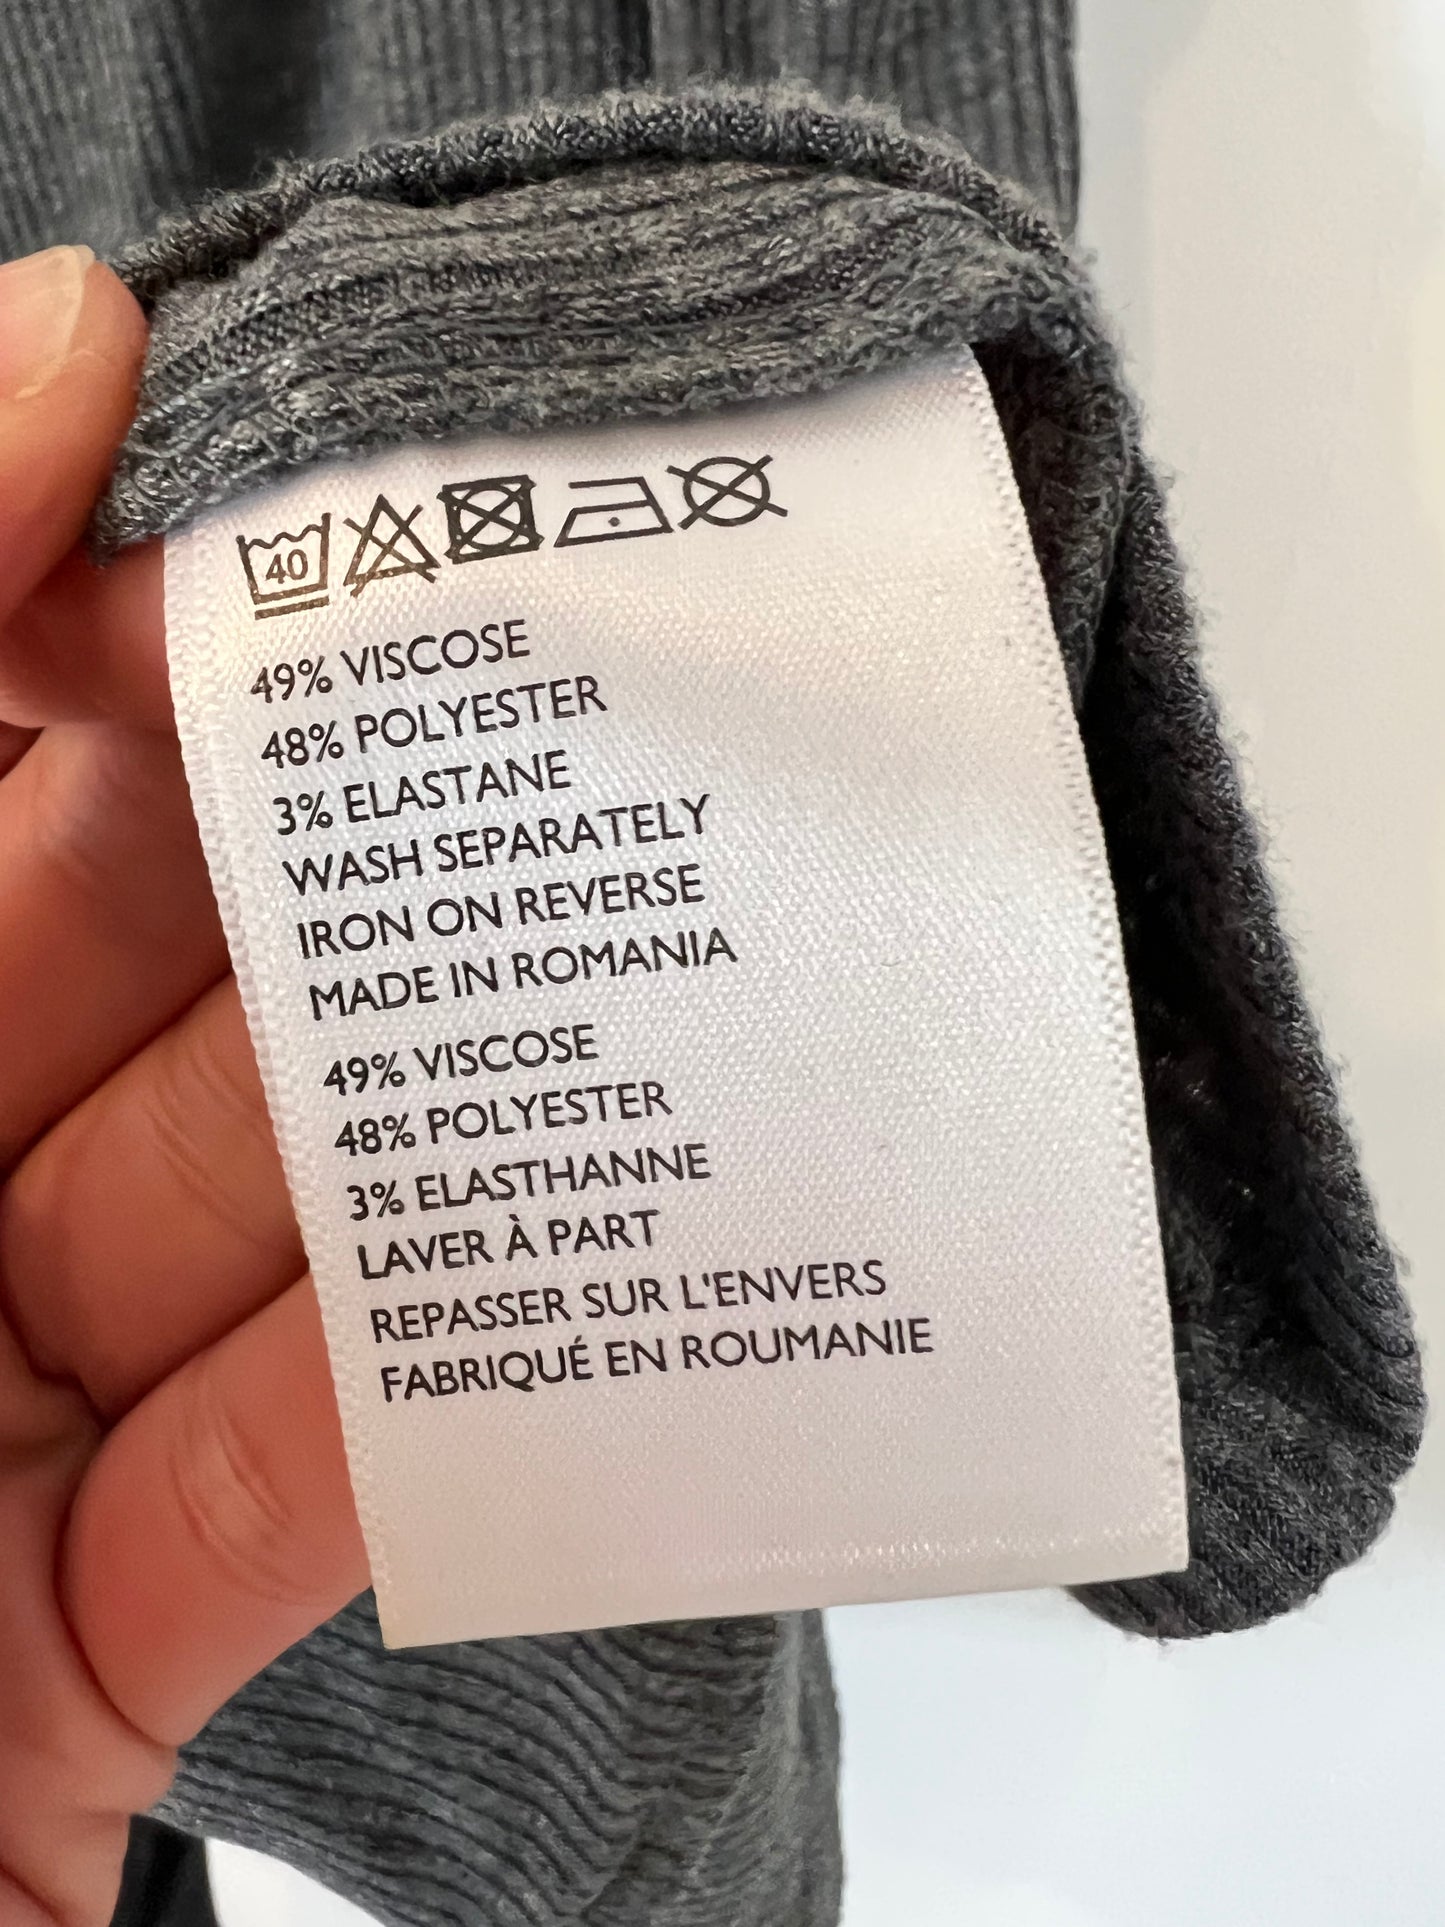 40
49% VISCOSE
48% POLYESTER
3% ELASTANE
WASH SEPARATELY
IRON ON REVERSE
MADE IN ROMANIA
49% VISCOSE
48% POLYESTER
3% ELASTHANNE
LAVER À PART
REPASSER SUR L'ENVERS
FABRIQUÉ EN ROUMANIE